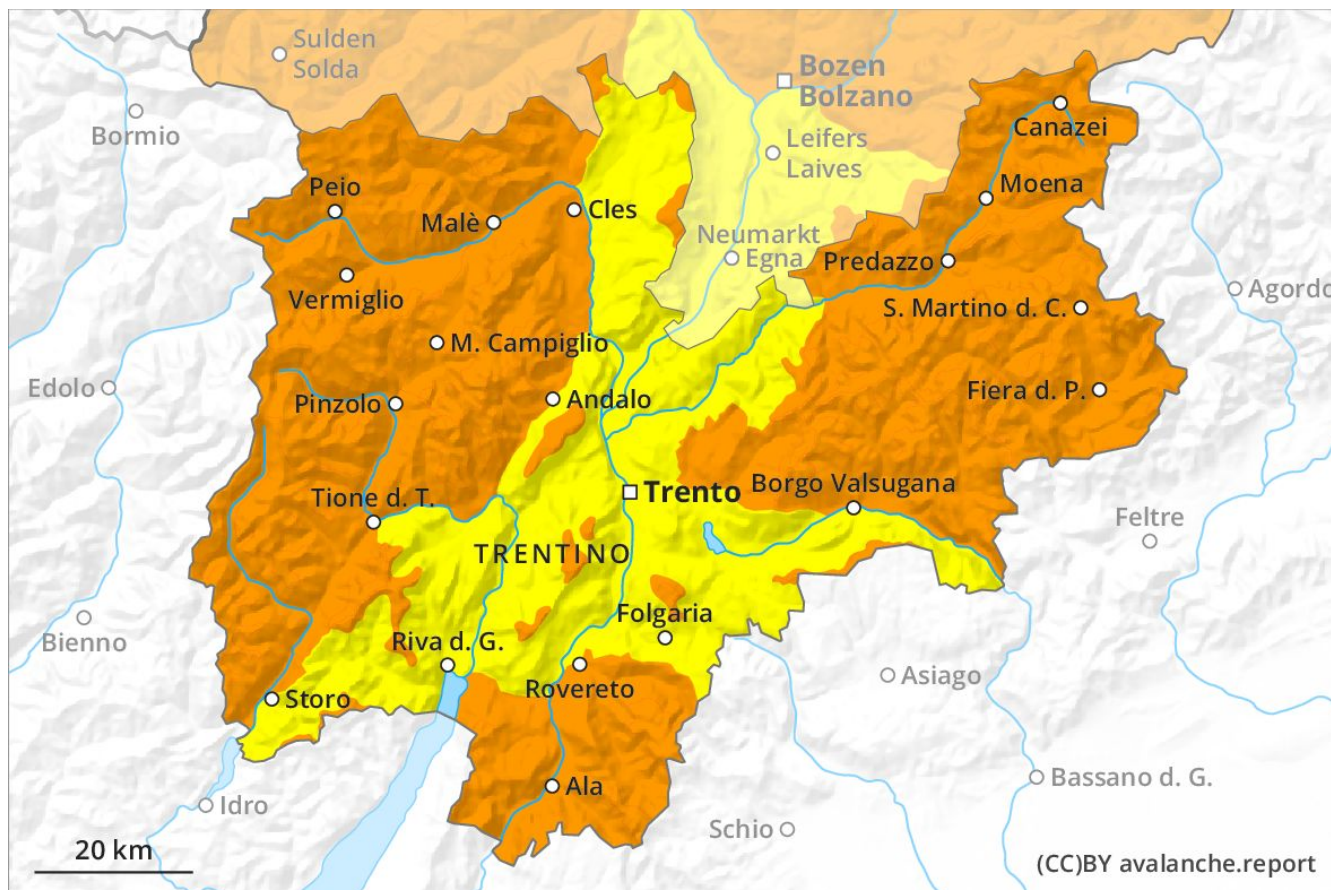 Sulden
Solda
Bozen
Bolzano
Bormio
Canazei
Leifers
Laives
Peio
Moena
Malè
Cles
Neumarkt
Egna
Predazzo
Vermiglio
Agordo
S. Martino d. C.
M. Campiglio
Edolo
Fiera d. P.
Pinzolo
Andalo
Trento
Borgo Valsugana
Tione d. T.
Feltre
TRENTINO
Bienno
Folgaria
Riva d. G.
Asiago
Rovereto
Storo
Bassano d. G.
Ala
Idro
Schio
20 km
(CC)BY avalanche.report